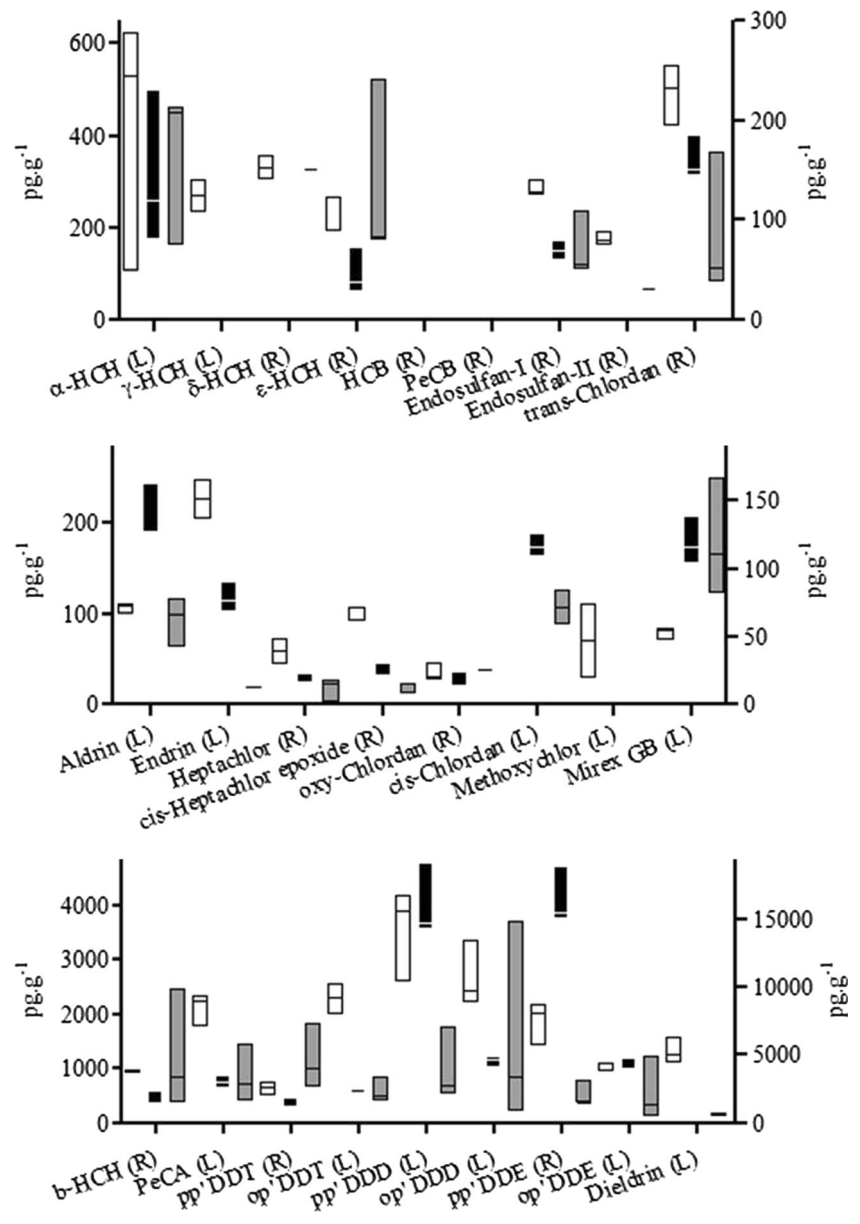 600
400
200
0
pg.g⁻¹
300
200
100
0
pg.g⁻¹
α-HCH (L)
γ-HCH (L)
δ-HCH (R)
ε-HCH (R)
HCB (R)
PeCB (R)
Endosulfan-I (R)
Endosulfan-II (R)
trans-Chlordan (R)
200
100
0
pg.g⁻¹
150
100
50
0
pg.g⁻¹
Aldrin (L)
Endrin (L)
Heptachlor (R)
cis-Heptachlor epoxide (R)
oxy-Chlordan (R)
cis-Chlordan (L)
Methoxychlor (L)
Mirex GB (L)
4000
3000
2000
1000
0
pg.g⁻¹
15000
10000
5000
0
pg.g⁻¹
b-HCH (R)
PeCA (L)
pp'DDT (R)
op'DDT (L)
pp'DDD (L)
op'DDD (L)
pp'DDE (R)
op'DDE (L)
Dieldrin (L)